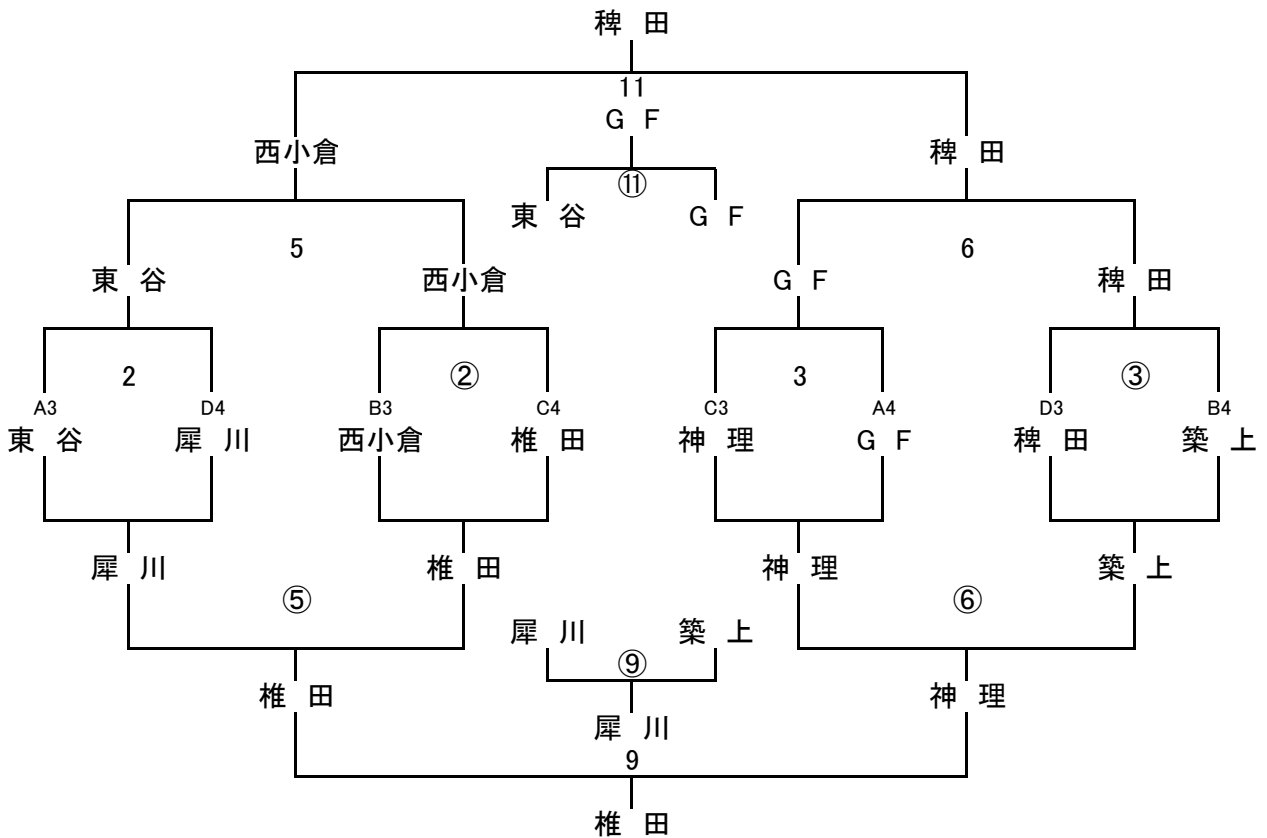 稗　田
11
Ｇ　Ｆ
西小倉　稗　田
⑪
東　谷　Ｇ　Ｆ
5　6
東　谷　西小倉　Ｇ　Ｆ　稗　田
2　②　3　③
A3　D4　B3　C4　C3　A4　D3　B4
東　谷　犀　川　西小倉　椎　田　神　理　Ｇ　Ｆ　稗　田　築　上
犀　川　椎　田　神　理　築　上
⑤　⑥
犀　川　築　上
⑨
椎　田　神　理
犀　川
9
椎　田